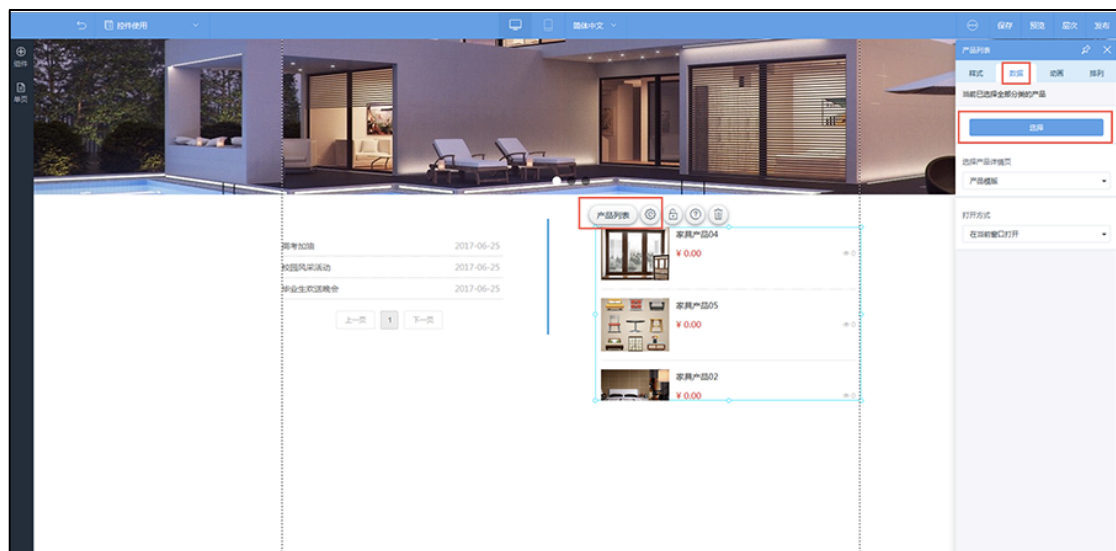 控件使用
简体中文
保存 预览 层次 发布
组件
单页
产品列表
样式 数据 动画 排列
当前已选择全部分类的产品
选择
选择产品详情页
产品模板
打开方式
在当前窗口打开
产品列表
高考加油 2017-06-25
校园风采活动 2017-06-25
毕业生欢送晚会 2017-06-25
上一页 1 下一页
家具产品04
¥ 0.00
0
家具产品05
¥ 0.00
0
家具产品02
¥ 0.00
0